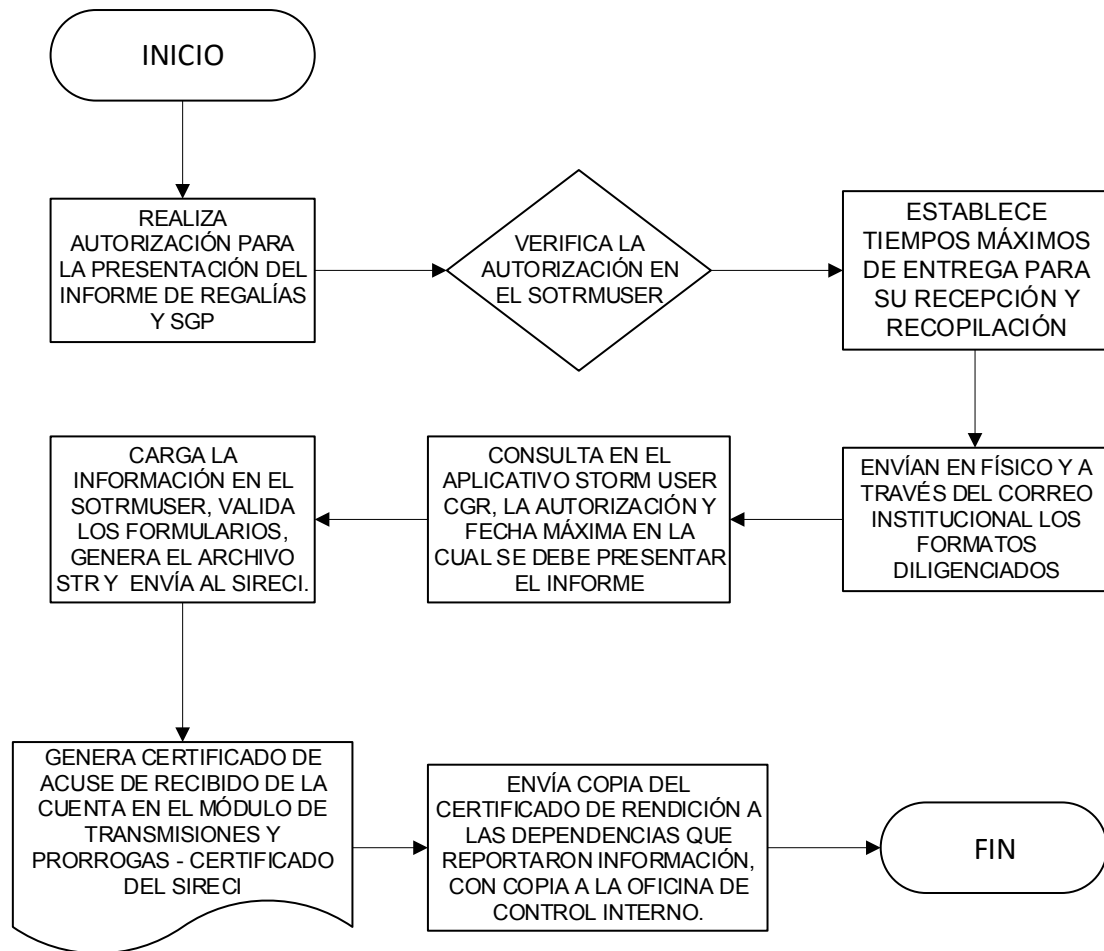 INICIO
REALIZA
AUTORIZACIÓN PARA
LA PRESENTACIÓN DEL
INFORME DE REGALÍAS
Y SGP
VERIFICA LA
AUTORIZACIÓN EN
EL SOTRMUSER
ESTABLECE
TIEMPOS MÁXIMOS
DE ENTREGA PARA
SU RECEPCIÓN Y
RECOPILACIÓN
ENVÍAN EN FÍSICO Y A
TRAVÉS DEL CORREO
INSTITUCIONAL LOS
FORMATOS
DILIGENCIADOS
CONSULTA EN EL
APLICATIVO STORM USER
CGR, LA AUTORIZACIÓN Y
FECHA MÁXIMA EN LA
CUAL SE DEBE PRESENTAR
EL INFORME
CARGA LA
INFORMACIÓN EN EL
SOTRMUSER, VALIDA
LOS FORMULARIOS,
GENERA EL ARCHIVO
STR Y ENVÍA AL SIRECI.
GENERA CERTIFICADO DE
ACUSE DE RECIBIDO DE LA
CUENTA EN EL MÓDULO DE
TRANSMISIONES Y
PRORROGAS - CERTIFICADO
DEL SIRECI
ENVÍA COPIA DEL
CERTIFICADO DE RENDICIÓN A
LAS DEPENDENCIAS QUE
REPORTARON INFORMACIÓN,
CON COPIA A LA OFICINA DE
CONTROL INTERNO.
FIN